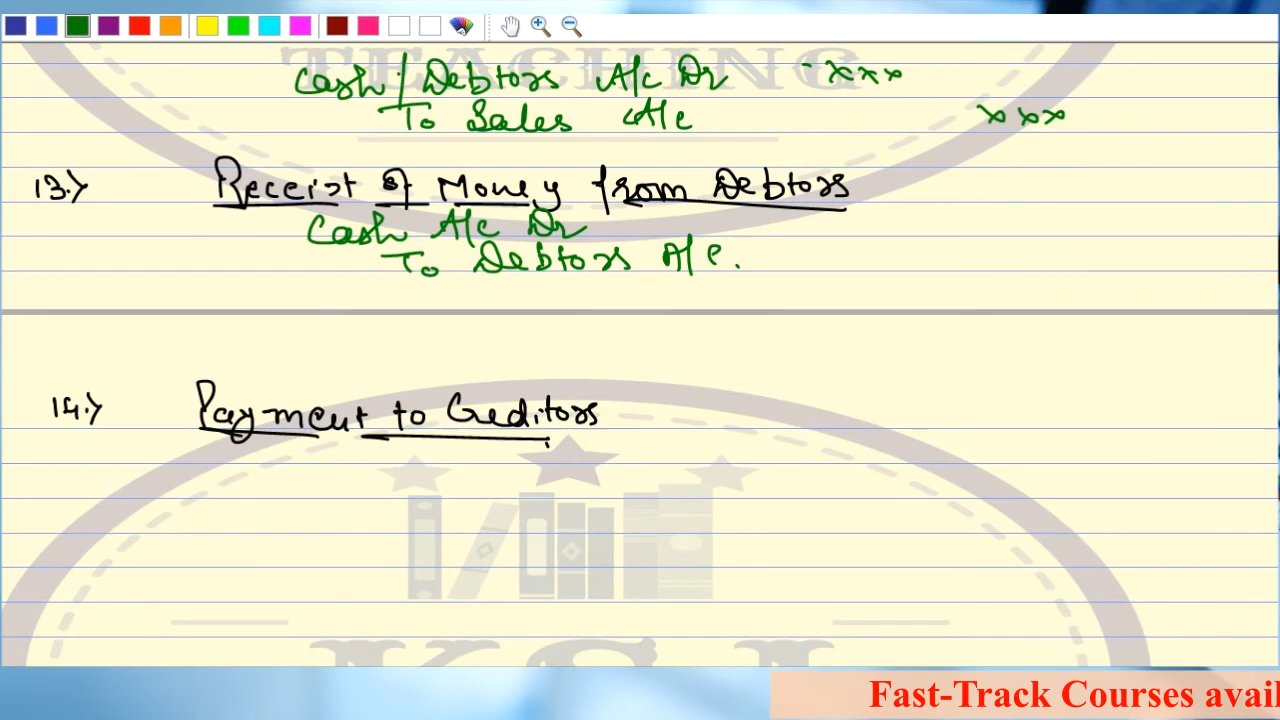 TEACHING
Cash/Debtors A/c Dr - xxx
To Sales A/c xxx
13.) Receipt of Money from Debtors
Cash A/c Dr
To Debtors A/c.
14.) Payment to Creditors
Fast-Track Courses avail